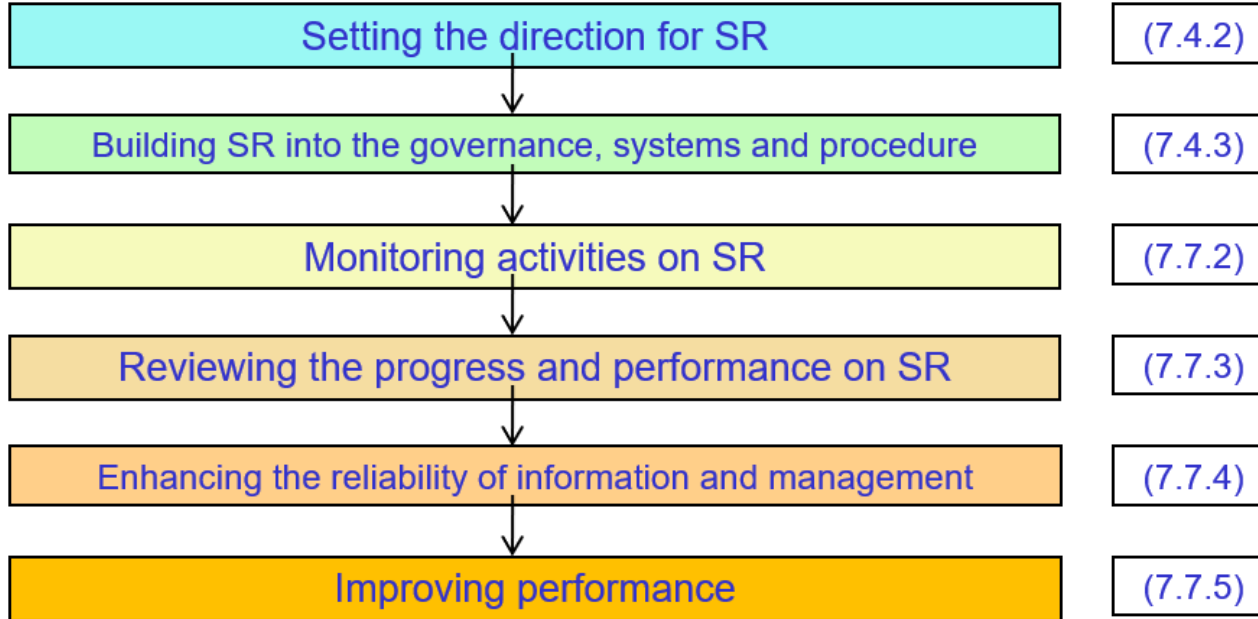 Setting the direction for SR (7.4.2)
Building SR into the governance, systems and procedure (7.4.3)
Monitoring activities on SR (7.7.2)
Reviewing the progress and performance on SR (7.7.3)
Enhancing the reliability of information and management (7.7.4)
Improving performance (7.7.5)